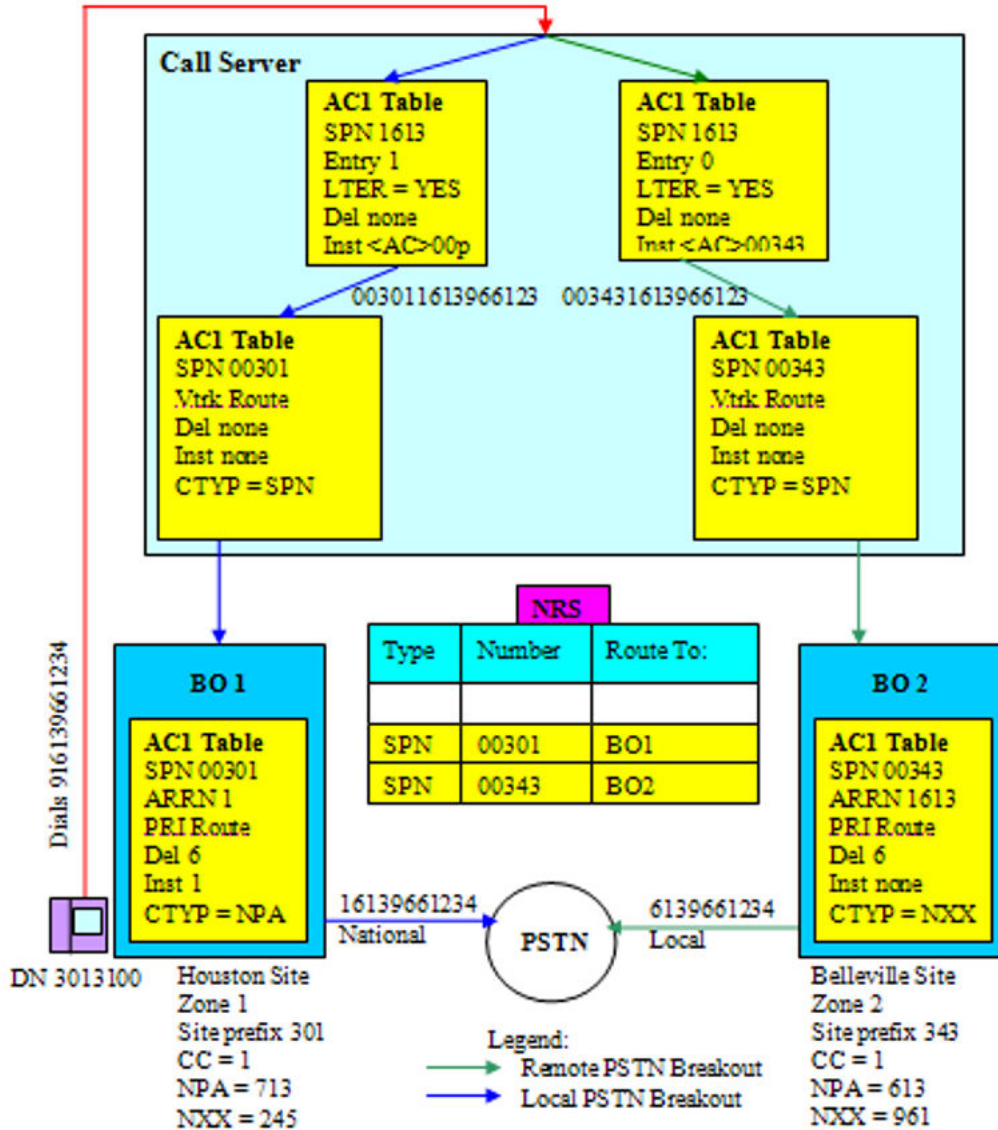 Call Server
AC1 Table
SPN 1613
Entry 1
LTER = YES
Del none
Inst <AC>00p
AC1 Table
SPN 1613
Entry 0
LTER = YES
Del none
Inst <AC>00343
003011613966123
003431613966123
AC1 Table
SPN 00301
Vtrk Route
Del none
Inst none
CTYP = SPN
AC1 Table
SPN 00343
Vtrk Route
Del none
Inst none
CTYP = SPN
Dials 916139661234
NRS
Type Number Route To:
SPN 00301 BO1
SPN 00343 BO2
BO 1
AC1 Table
SPN 00301
ARRN 1
PRI Route
Del 6
Inst 1
CTYP = NPA
BO 2
AC1 Table
SPN 00343
ARRN 1613
PRI Route
Del 6
Inst none
CTYP = NXX
16139661234
National
PSTN
6139661234
Local
DN 3013100
Houston Site
Zone 1
Site prefix 301
CC = 1
NPA = 713
NXX = 245
Legend:
Remote PSTN Breakout
Local PSTN Breakout
Belleville Site
Zone 2
Site prefix 343
CC = 1
NPA = 613
NXX = 961